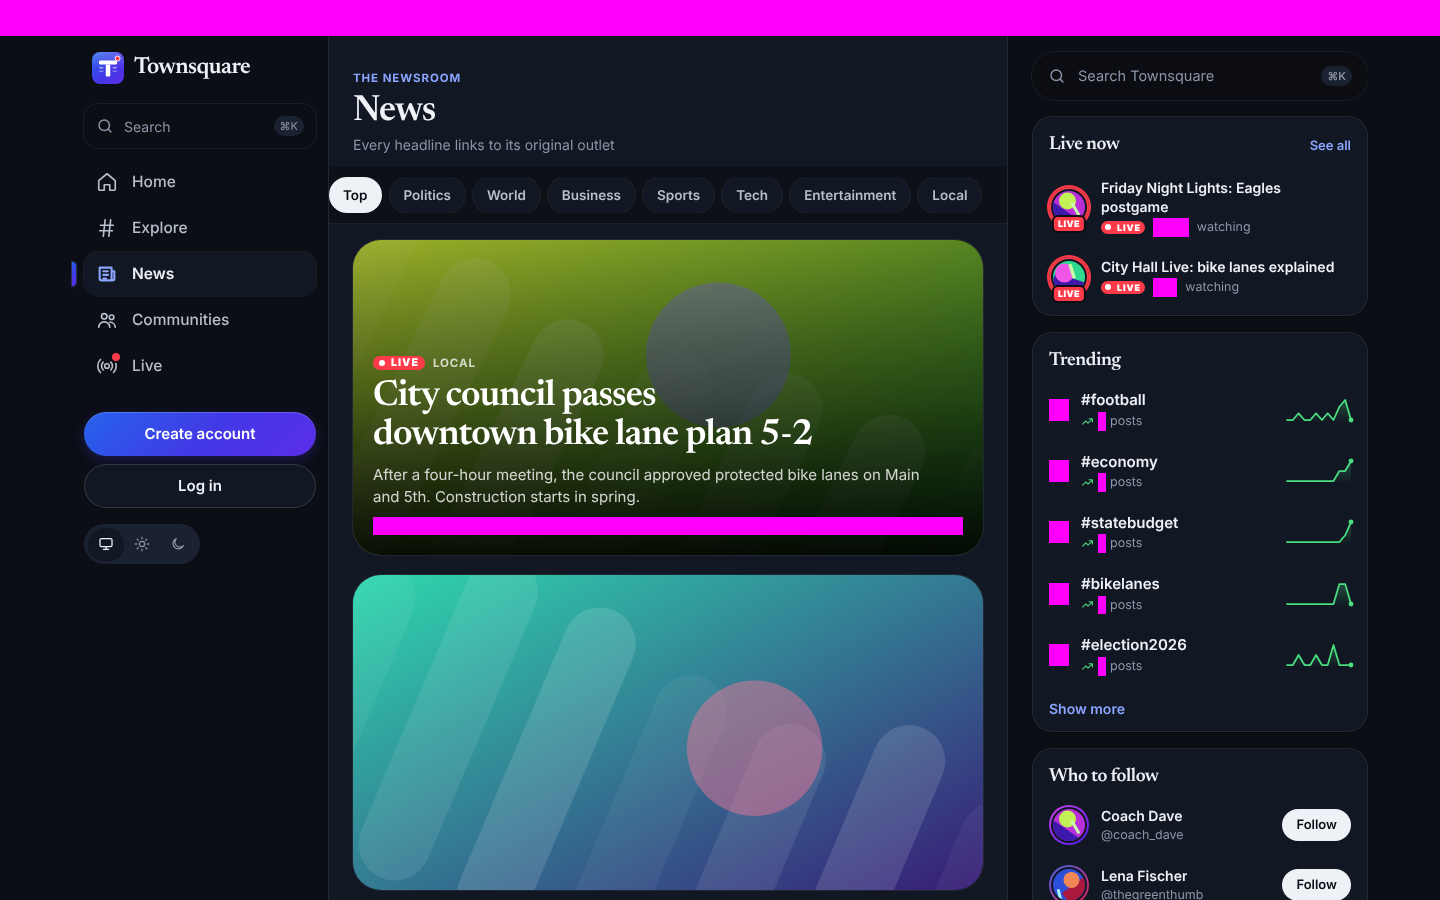 Townsquare
Search
⌘K
Home
Explore
News
Communities
Live
Create account
Log in
THE NEWSROOM
News
Every headline links to its original outlet
Top
Politics
World
Business
Sports
Tech
Entertainment
Local
LIVE LOCAL
City council passes
downtown bike lane plan 5-2
After a four-hour meeting, the council approved protected bike lanes on Main
and 5th. Construction starts in spring.
Search Townsquare
⌘K
Live now
See all
Friday Night Lights: Eagles
postgame
LIVE
LIVE watching
City Hall Live: bike lanes explained
LIVE
LIVE watching
Trending
#football
posts
#economy
posts
#statebudget
posts
#bikelanes
posts
#election2026
posts
Show more
Who to follow
Coach Dave
@coach_dave
Follow
Lena Fischer
@thegreenthumb
Follow